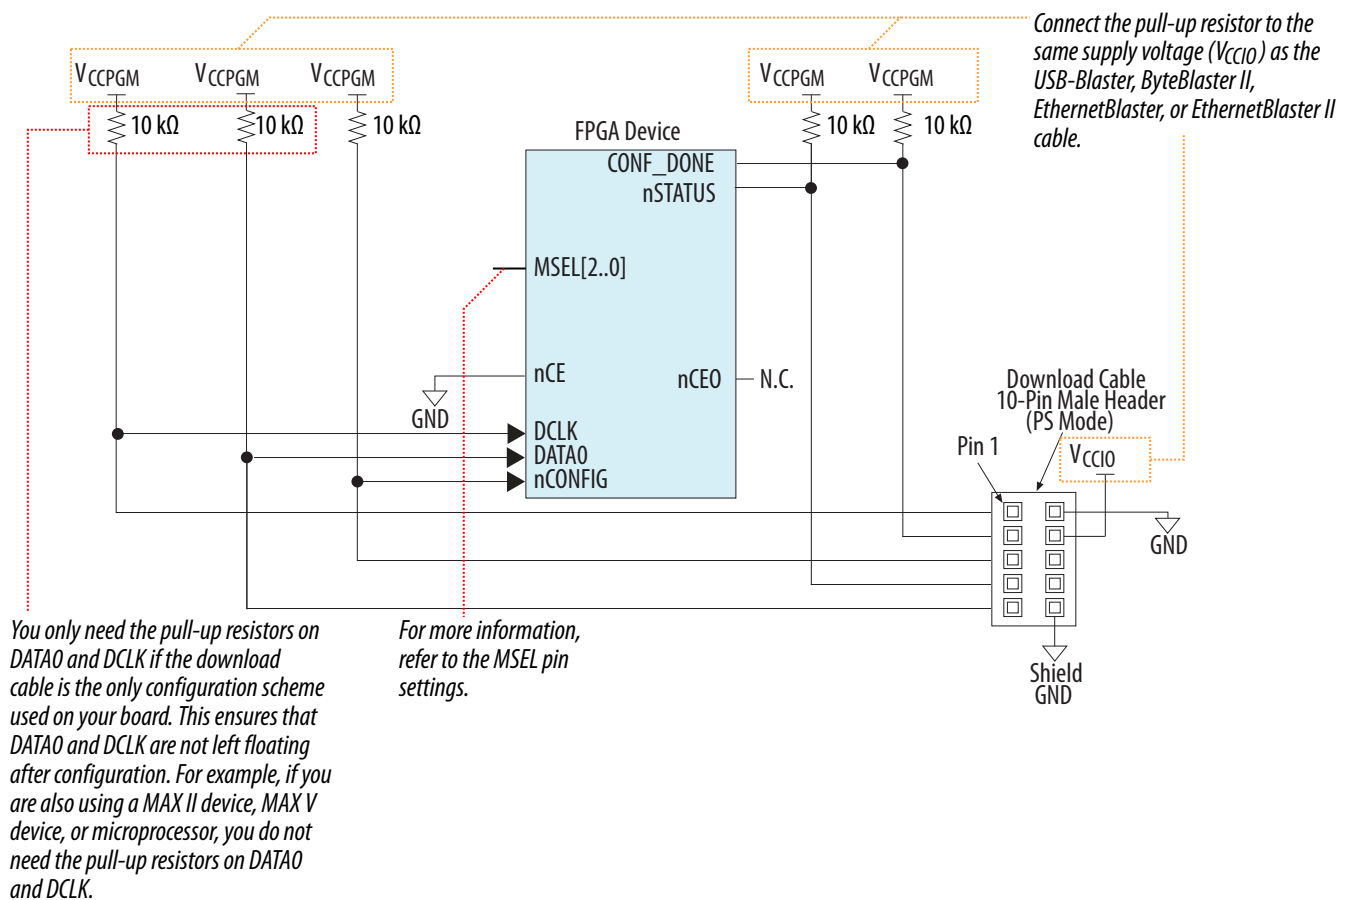 Connect the pull-up resistor to the
same supply voltage (VCCIO) as the
USB-Blaster, ByteBlaster II,
EthernetBlaster, or EthernetBlaster II
cable.
VCCPGM
VCCPGM
VCCPGM
VCCPGM
VCCPGM
10 kΩ
10 kΩ
10 kΩ
10 kΩ
10 kΩ
FPGA Device
CONF_DONE
nSTATUS
MSEL[2..0]
nCE
nCEO
N.C.
GND
DCLK
DATA0
nCONFIG
Download Cable
10-Pin Male Header
(PS Mode)
Pin 1
VCCIO
GND
Shield
GND
You only need the pull-up resistors on
DATA0 and DCLK if the download
cable is the only configuration scheme
used on your board. This ensures that
DATA0 and DCLK are not left floating
after configuration. For example, if you
are also using a MAX II device, MAX V
device, or microprocessor, you do not
need the pull-up resistors on DATA0
and DCLK.
For more information,
refer to the MSEL pin
settings.